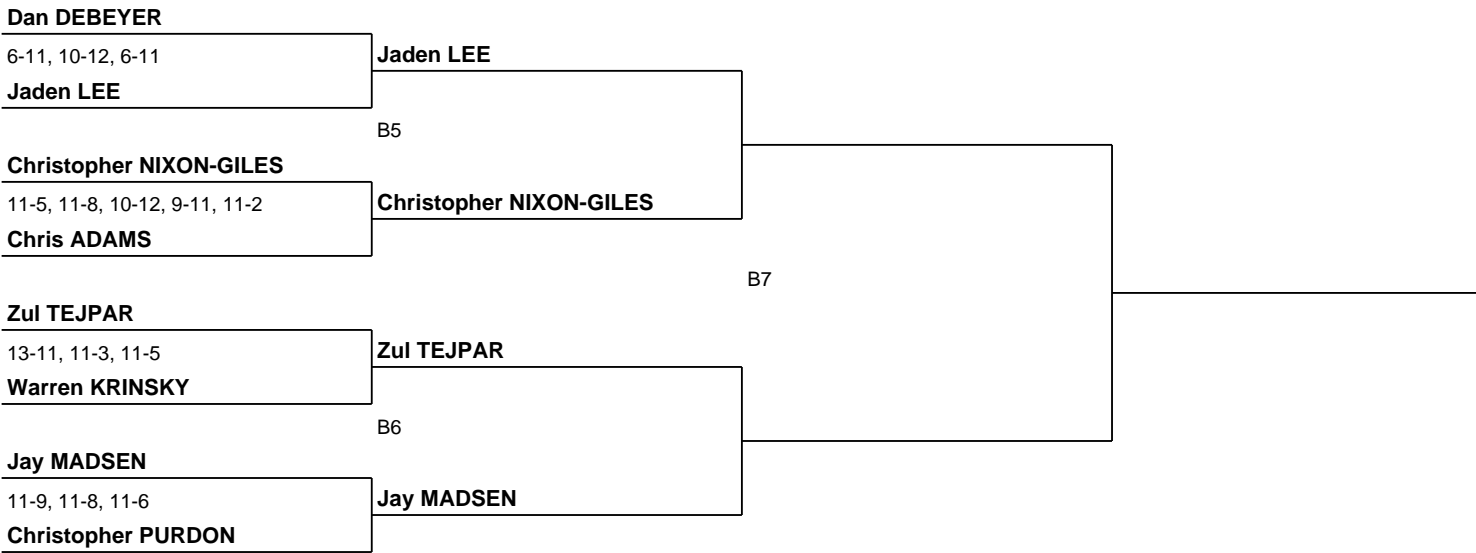 Dan DEBEYER
6-11, 10-12, 6-11
Jaden LEE
Jaden LEE
B5
Christopher NIXON-GILES
11-5, 11-8, 10-12, 9-11, 11-2
Christopher NIXON-GILES
Chris ADAMS
B7
Zul TEJPAR
13-11, 11-3, 11-5
Zul TEJPAR
Warren KRINSKY
B6
Jay MADSEN
11-9, 11-8, 11-6
Jay MADSEN
Christopher PURDON